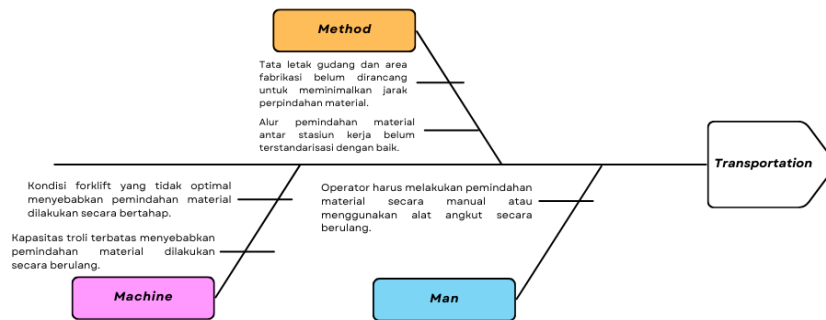 Method
Tata letak gudang dan area
fabrikasi belum dirancang
untuk meminimalkan jarak
perpindahan material.
Alur pemindahan material
antar stasiun kerja belum
terstandarisasi dengan baik.
Transportation
Kondisi forklift yang tidak optimal
menyebabkan pemindahan material
dilakukan secara bertahap.
Kapasitas troli terbatas menyebabkan
pemindahan material dilakukan
secara berulang.
Machine
Operator harus melakukan pemindahan
material secara manual atau
menggunakan alat angkut secara
berulang.
Man